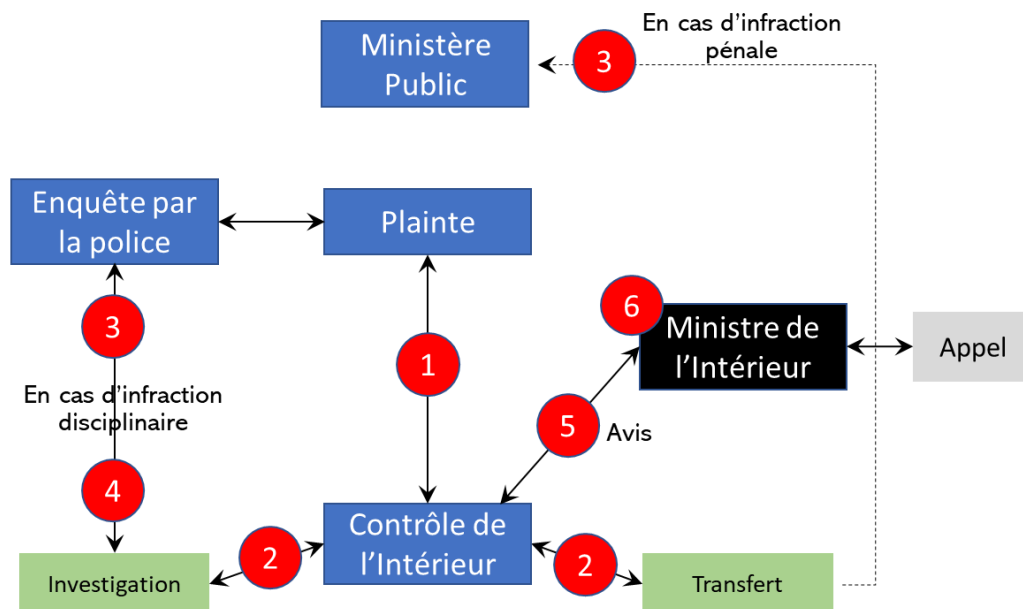 En cas d'infraction
pénale
Ministère
Public
3
Enquête par
la police
Plainte
6
Ministre de
l'Intérieur
Appel
3
1
En cas d'infraction
disciplinaire
5
Avis
4
Contrôle de
l'Intérieur
2
2
Investigation
Transfert